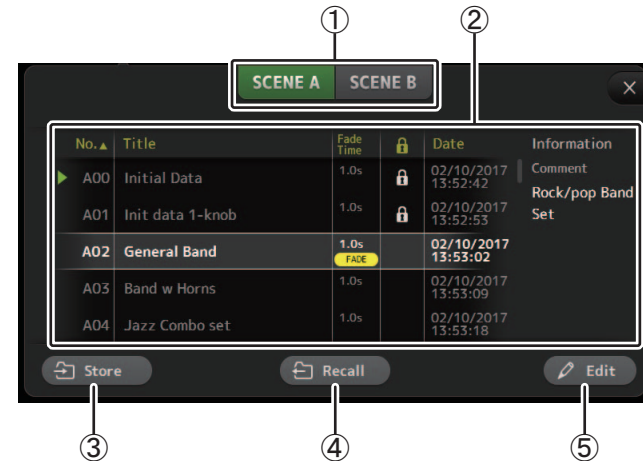 ① ②
SCENE A SCENE B ×
No.▲ Title Fade Time Date Information
A00 Initial Data 1.0s 02/10/2017 13:52:42 Comment
A01 Init data 1-knob 1.0s 02/10/2017 13:52:53 Rock/pop Band Set
A02 General Band 1.0s FADE 02/10/2017 13:53:02
A03 Band w Horns 1.0s 02/10/2017 13:53:09
A04 Jazz Combo set 1.0s 02/10/2017 13:53:18
Store Recall Edit
③ ④ ⑤